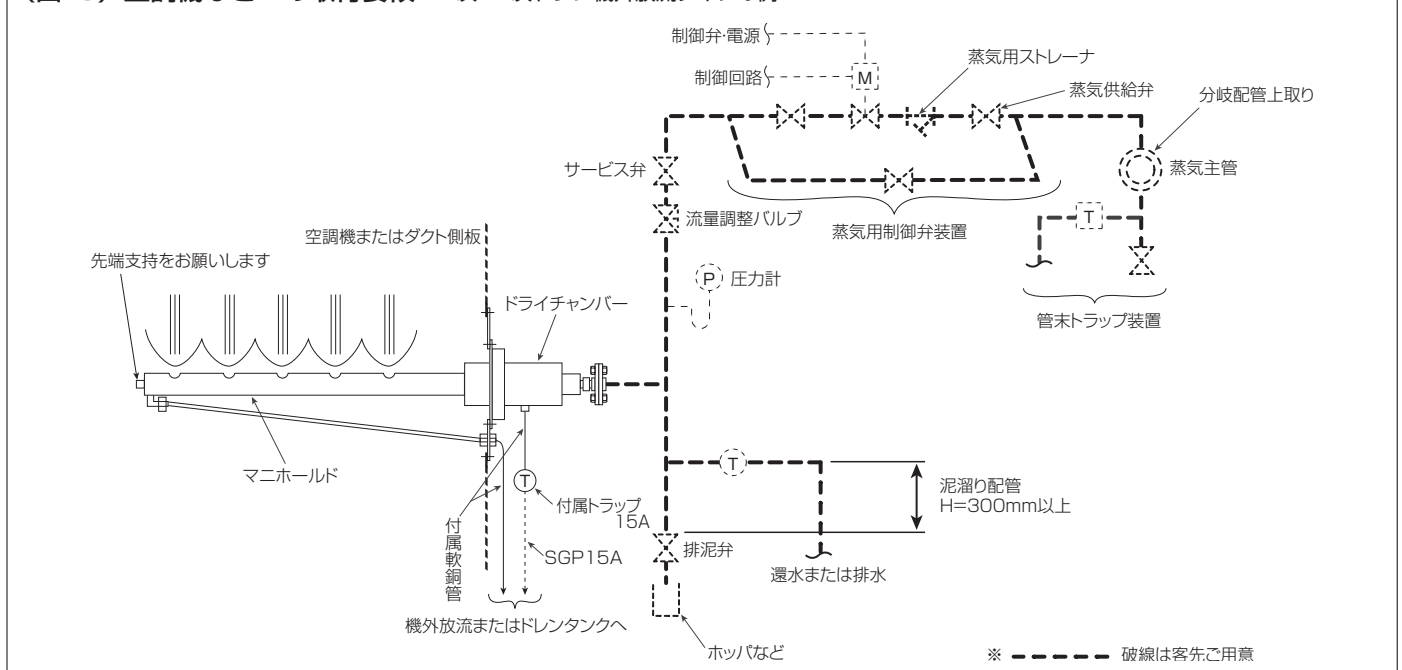 制御弁・電源
制御回路
M
蒸気用ストレーナ
蒸気供給弁
分岐配管上取り
蒸気主管
サービス弁
流量調整バルブ
蒸気用制御弁装置
T
管末トラップ装置
空調機またはダクト側板
先端支持をお願いします
P
圧力計
ドライチャンバー
マニホールド
T
付属トラップ
15A
付属軟銅管
SGP15A
機外放流またはドレンタンクへ
T
泥溜り配管
H=300mm以上
排泥弁
還水または排水
ホッパなど
※ 破線は客先ご用意